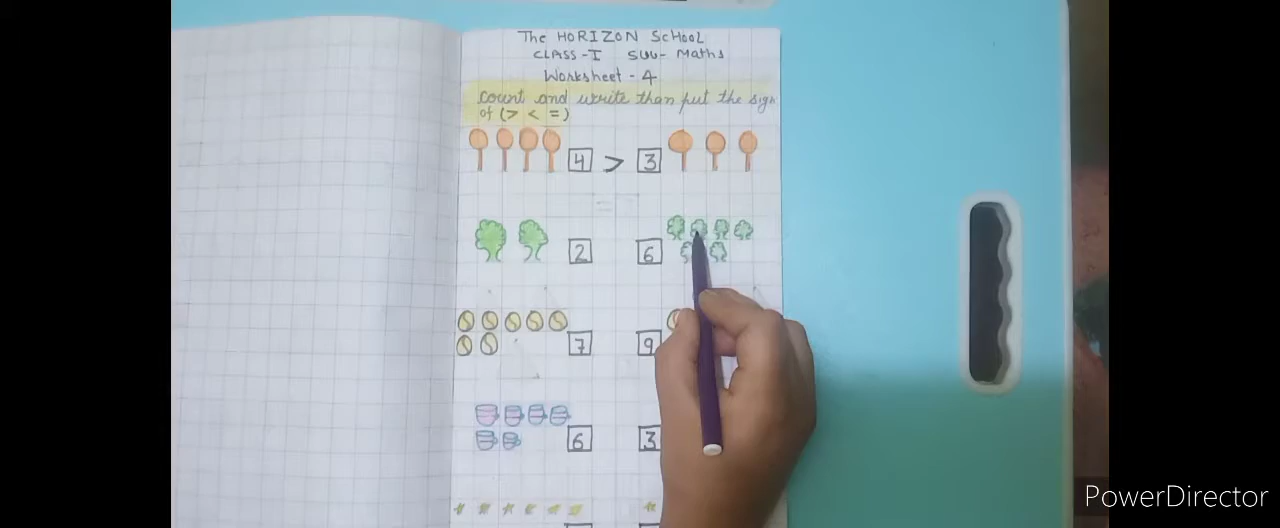 The HORIZON SCHOOL
CLASS-I SUB- Maths
Worksheet - 4
count and write than put the sign
of (> < =)
4 > 3
2 6
7 9
6 3
PowerDirector